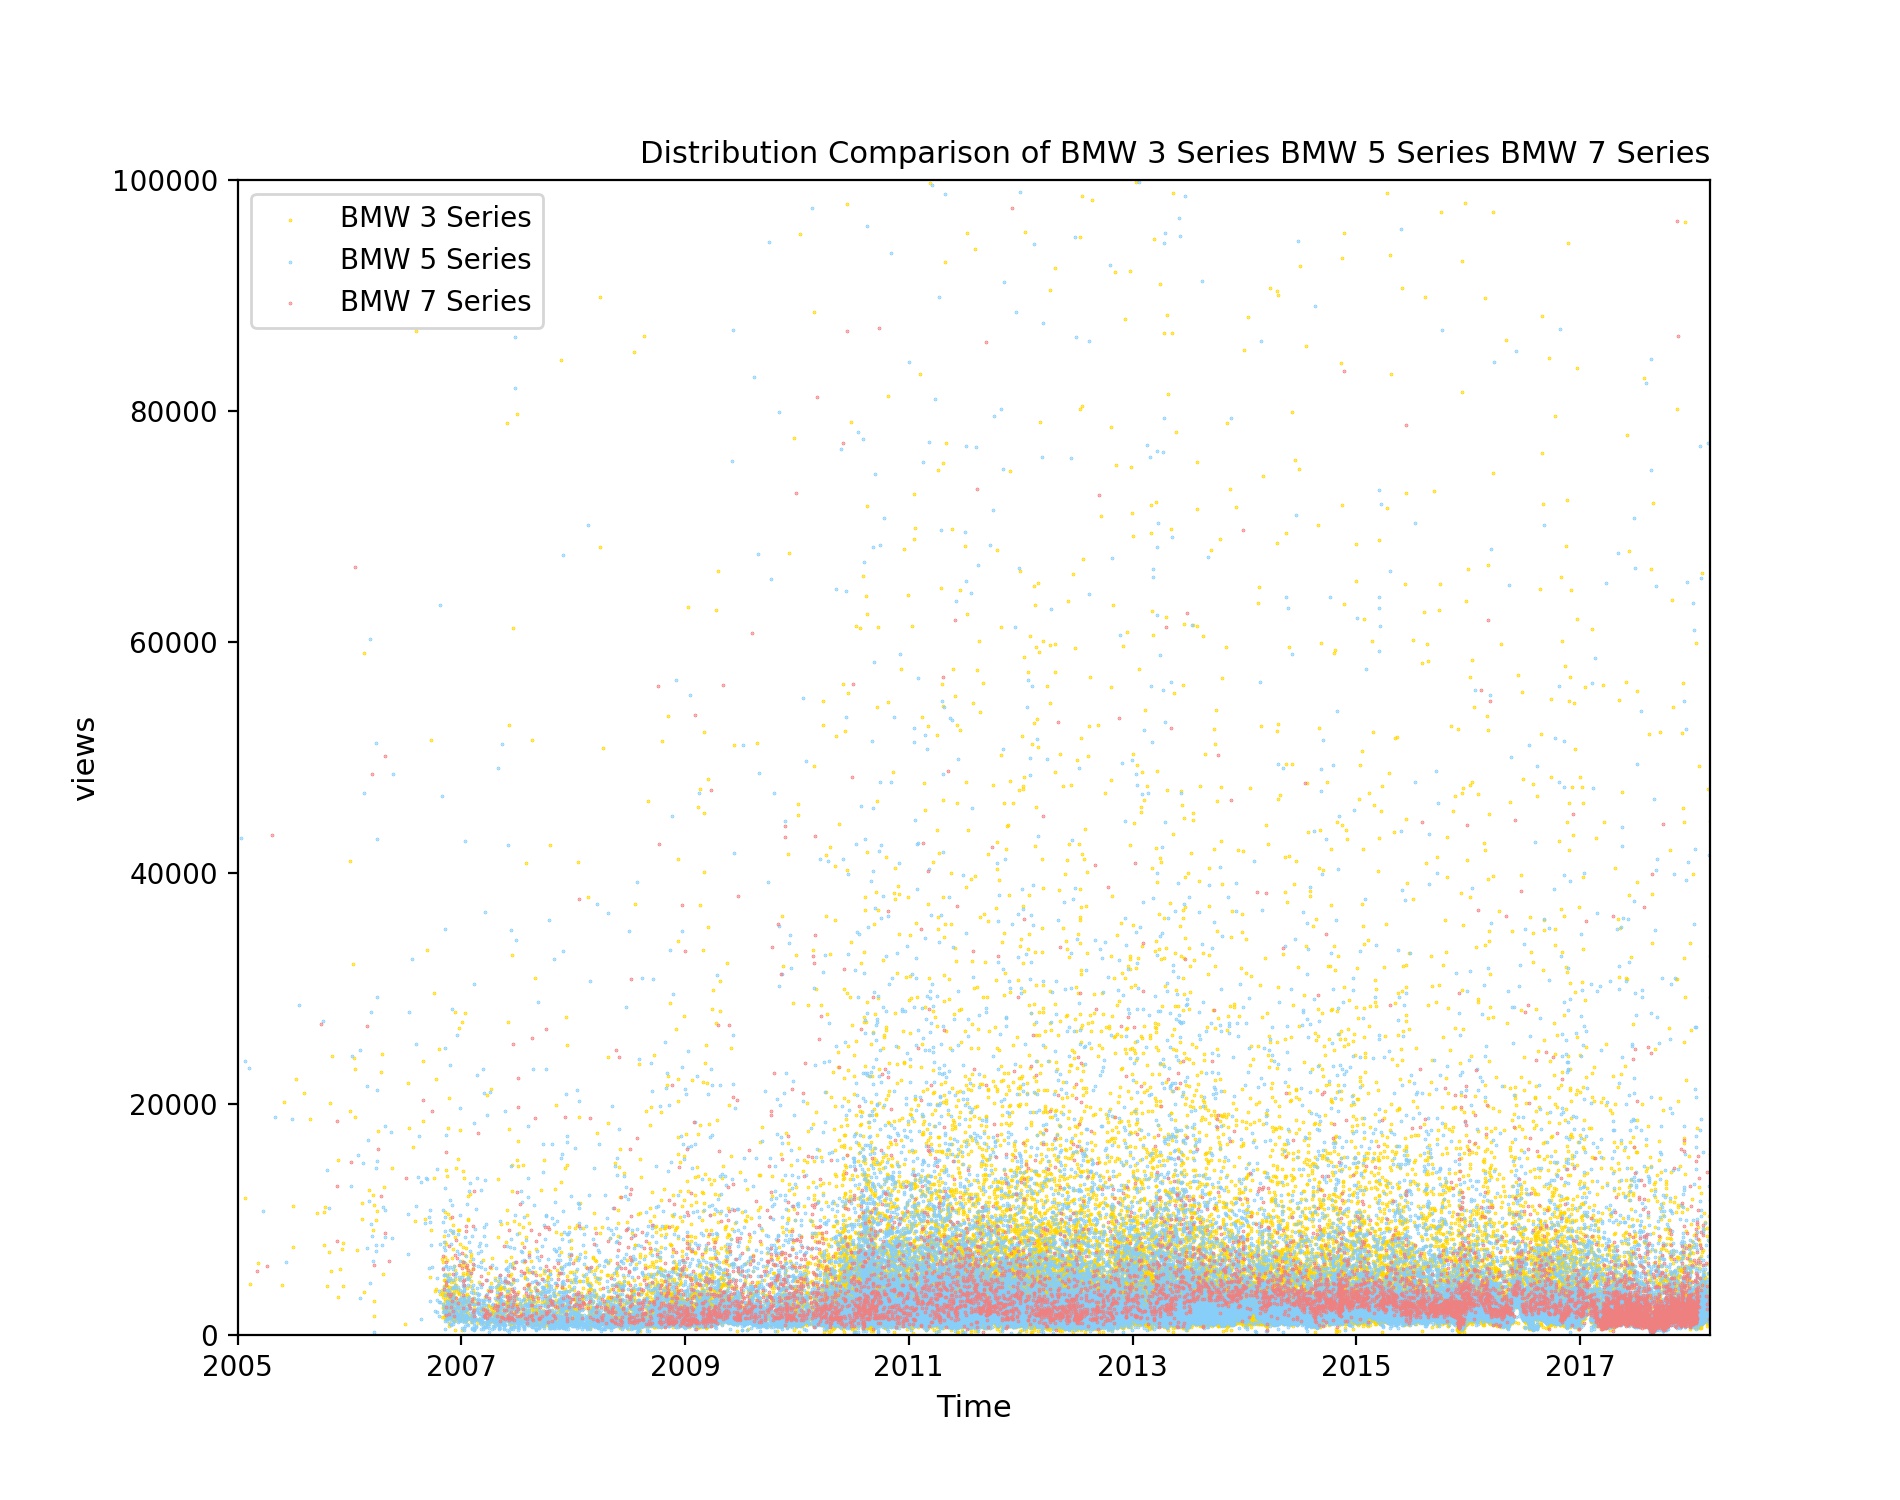 Distribution Comparison of BMW 3 Series BMW 5 Series BMW 7 Series
100000
BMW 3 Series
BMW 5 Series
BMW 7 Series
80000
60000
views
40000
20000
0
2005 2007 2009 2011 2013 2015 2017
Time